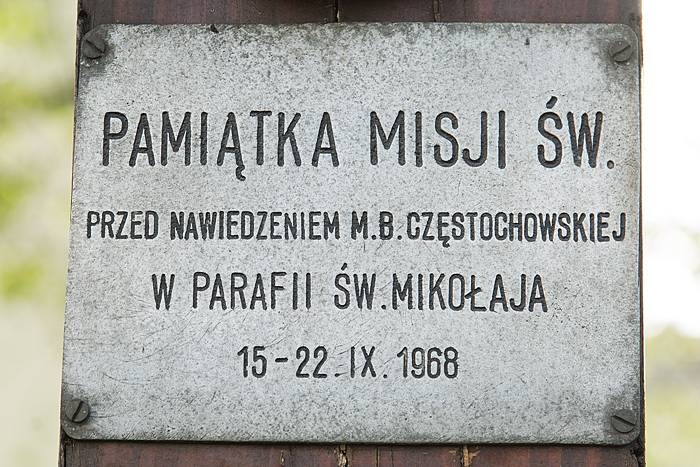 PAMIĄTKA MISJI ŚW.
PRZED NAWIEDZENIEM M.B.CZĘSTOCHOWSKIEJ
W PARAFII ŚW.MIKOŁAJA
15-22.IX.1968